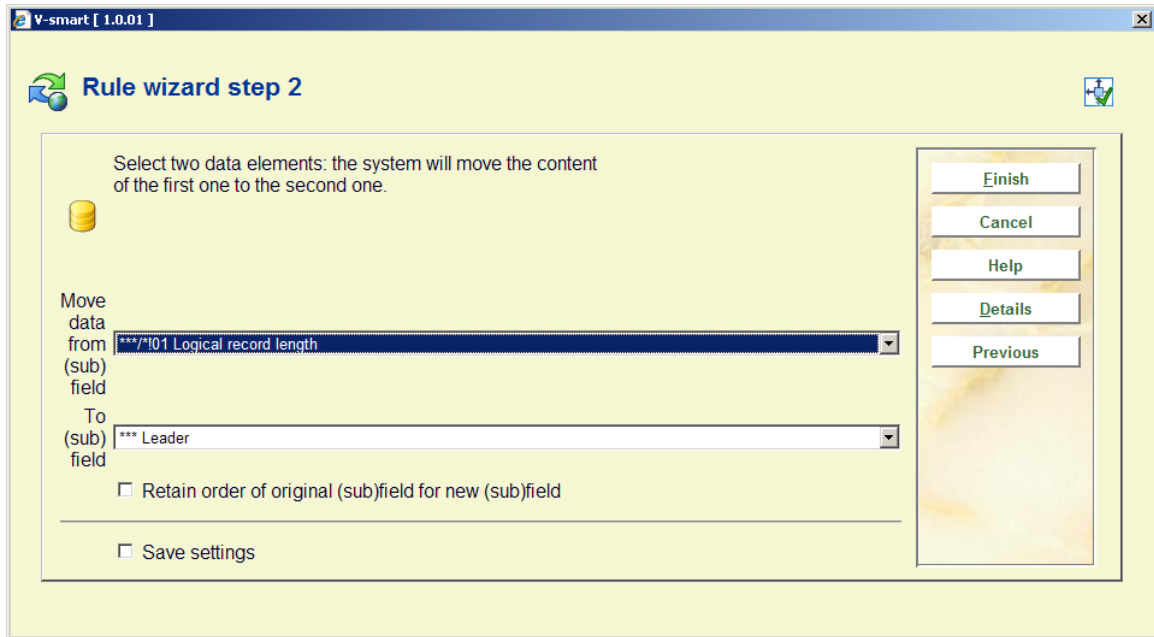 V-smart [ 1.0.01 ]
Rule wizard step 2
Select two data elements: the system will move the content
of the first one to the second one.
Move
data
from
(sub)
field
***/*!01 Logical record length
To
(sub)
field
*** Leader
Retain order of original (sub)field for new (sub)field
Save settings
Finish
Cancel
Help
Details
Previous